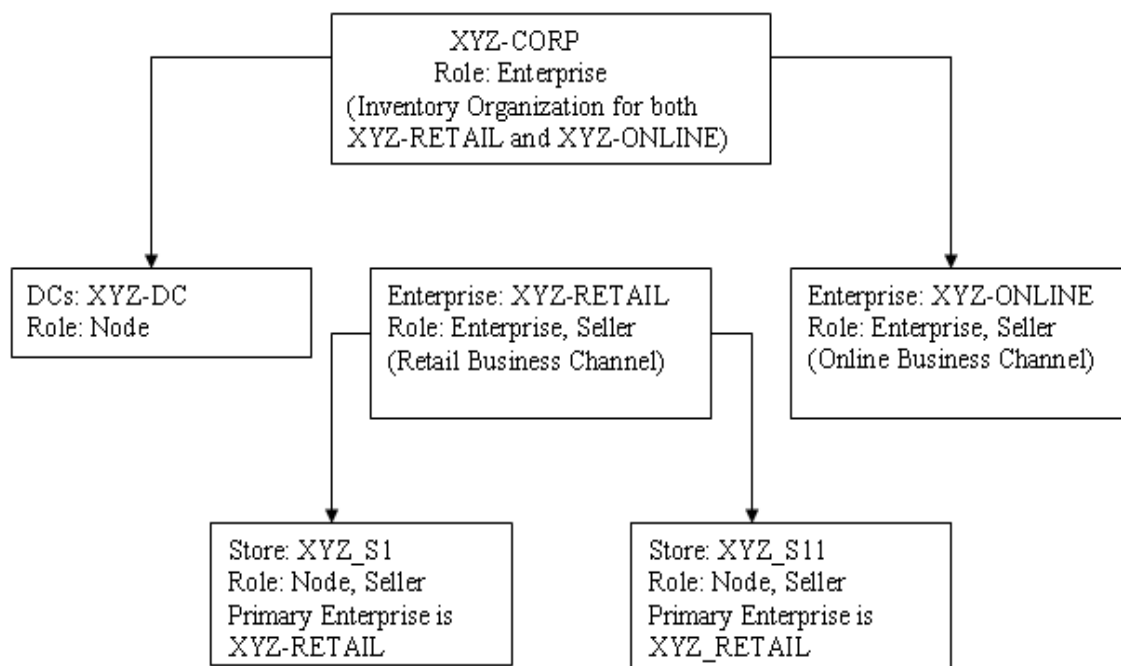 XYZ-CORP
Role: Enterprise
(Inventory Organization for both
XYZ-RETAIL and XYZ-ONLINE)
DCs: XYZ-DC
Role: Node
Enterprise: XYZ-RETAIL
Role: Enterprise, Seller
(Retail Business Channel)
Enterprise: XYZ-ONLINE
Role: Enterprise, Seller
(Online Business Channel)
Store: XYZ_S1
Role: Node, Seller
Primary Enterprise is
XYZ-RETAIL
Store: XYZ_S11
Role: Node, Seller
Primary Enterprise is
XYZ_RETAIL